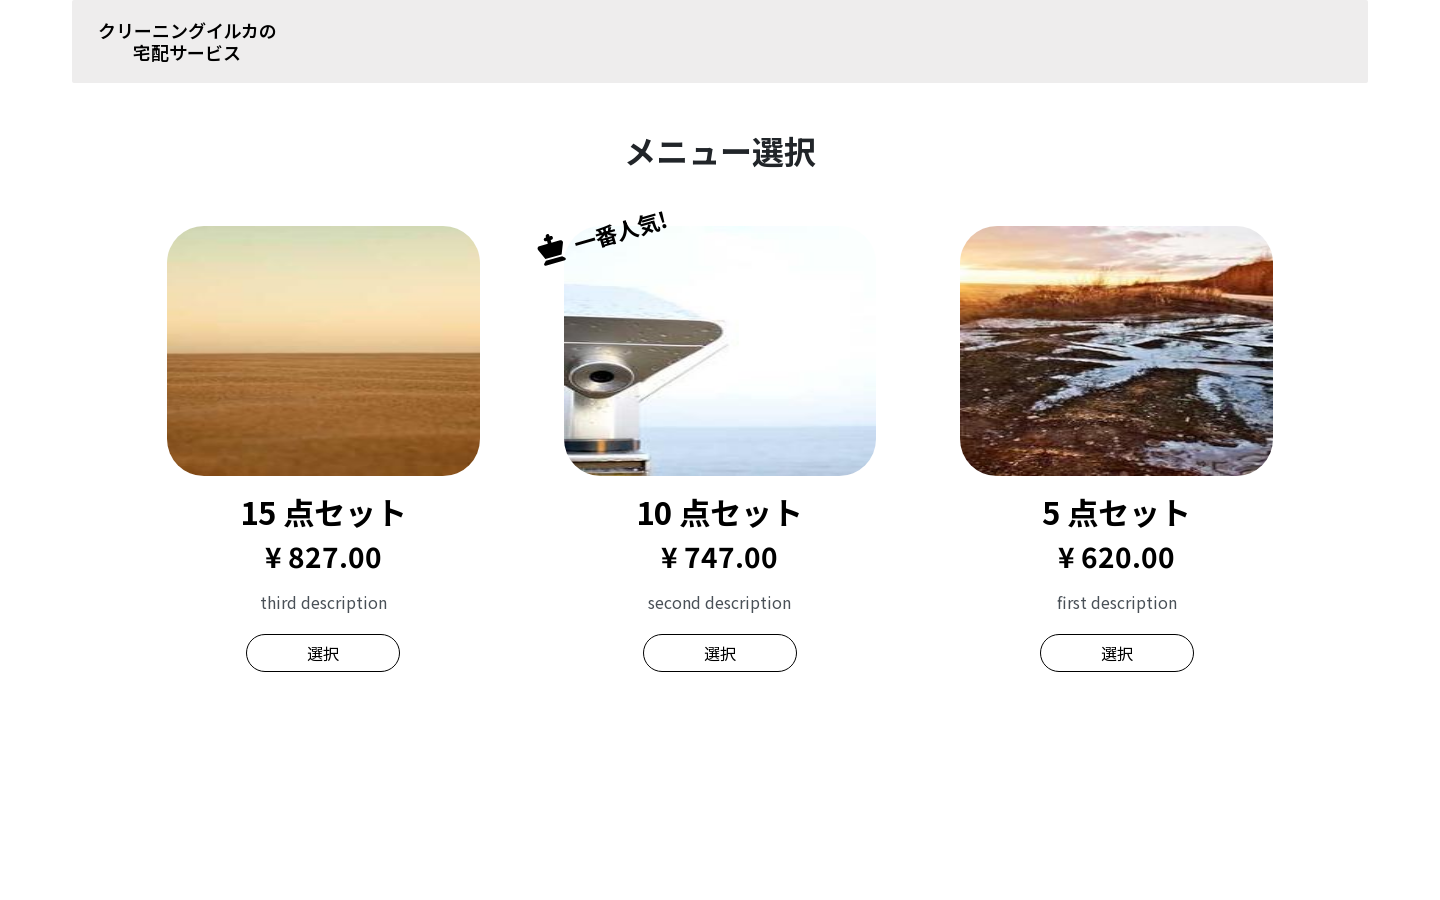 クリーニングイルカの
宅配サービス
メニュー選択
一番人気!
15 点セット
¥ 827.00
third description
選択
10 点セット
¥ 747.00
second description
選択
5 点セット
¥ 620.00
first description
選択